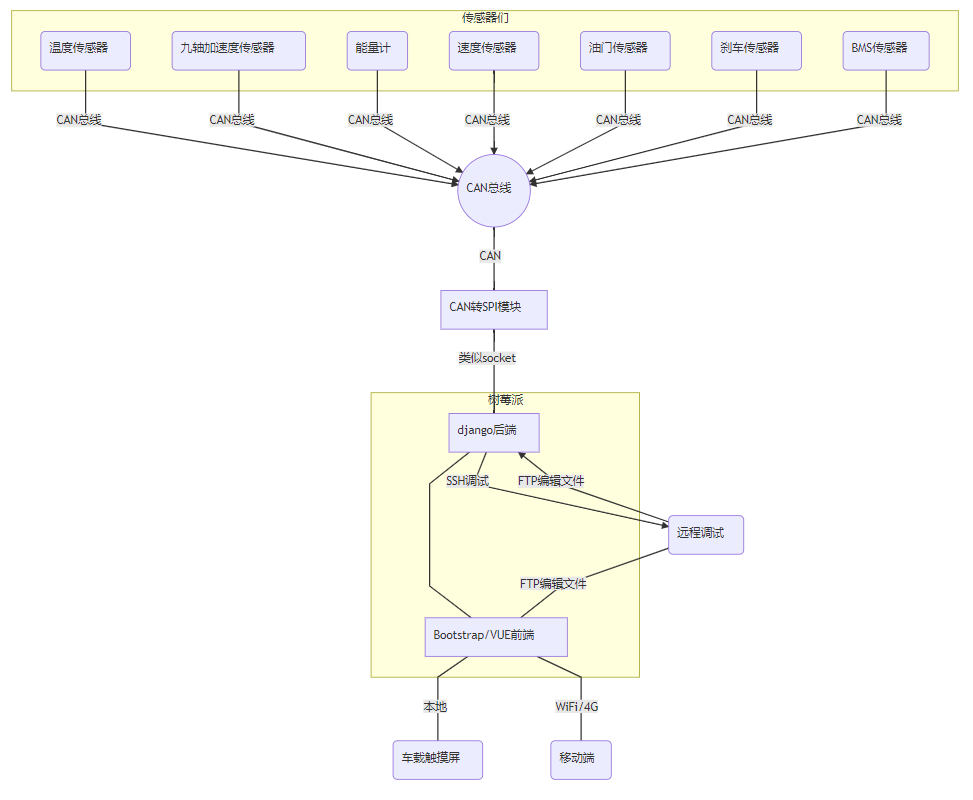 传感器们
温度传感器
九轴加速度传感器
能量计
速度传感器
油门传感器
刹车传感器
BMS传感器
CAN总线
CAN总线
CAN总线
CAN总线
CAN总线
CAN总线
CAN总线
CAN总线
CAN
CAN转SPI模块
类似socket
树莓派
django后端
SSH调试
FTP编辑文件
远程调试
FTP编辑文件
Bootstrap/VUE前端
本地
WiFi/4G
车载触摸屏
移动端